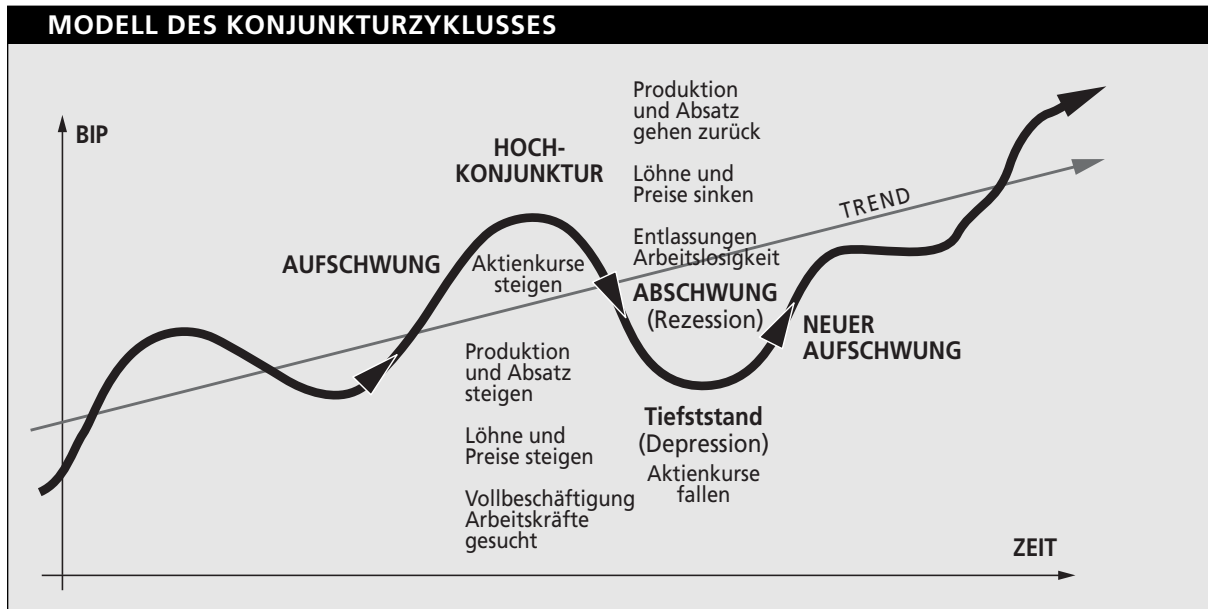 MODELL DES KONJUNKTURZYKLUSSES
BIP
AUFSCHWUNG
HOCH-
KONJUNKTUR
Aktienkurse
steigen
Produktion
und Absatz
steigen
Löhne und
Preise steigen
Vollbeschäftigung
Arbeitskräfte
gesucht
Produktion
und Absatz
gehen zurück
Löhne und
Preise sinken
Entlassungen
Arbeitslosigkeit
ABSCHWUNG
(Rezession)
Tiefststand
(Depression)
Aktienkurse
fallen
TREND
NEUER
AUFSCHWUNG
ZEIT